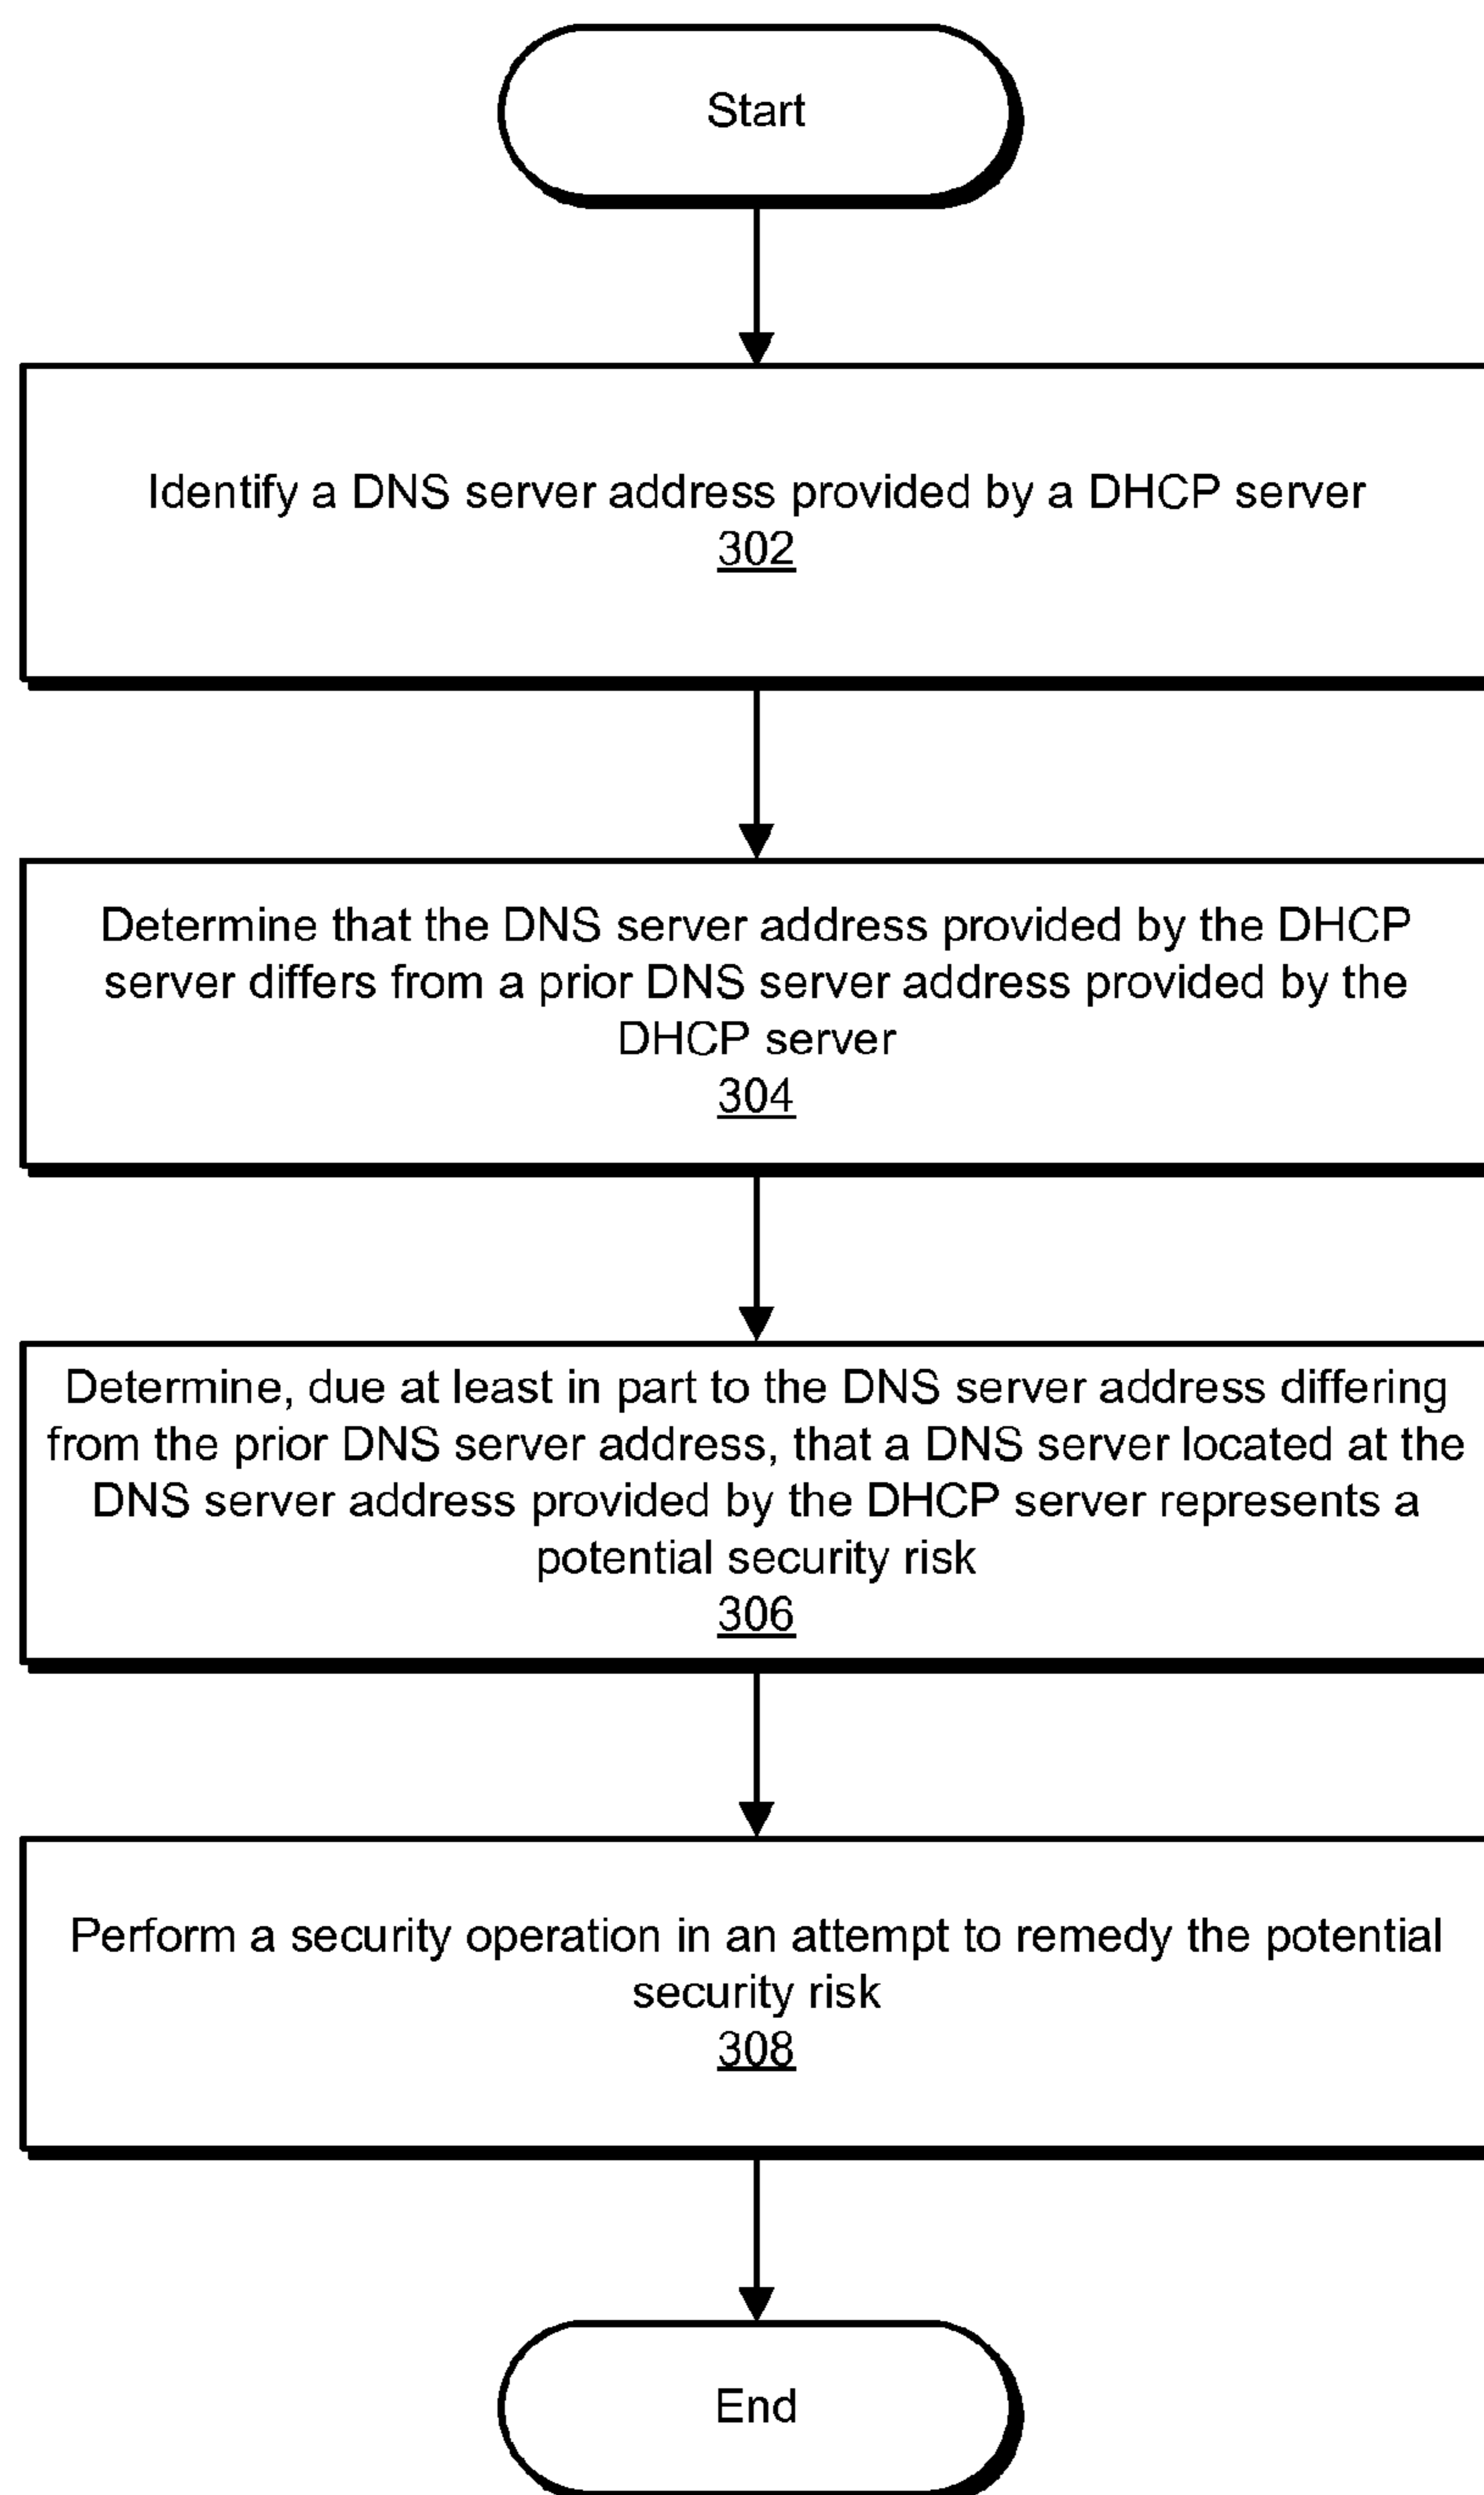 Start
Identify a DNS server address provided by a DHCP server
302
Determine that the DNS server address provided by the DHCP
server differs from a prior DNS server address provided by the
DHCP server
304
Determine, due at least in part to the DNS server address differing
from the prior DNS server address, that a DNS server located at the
DNS server address provided by the DHCP server represents a
potential security risk
306
Perform a security operation in an attempt to remedy the potential
security risk
308
End